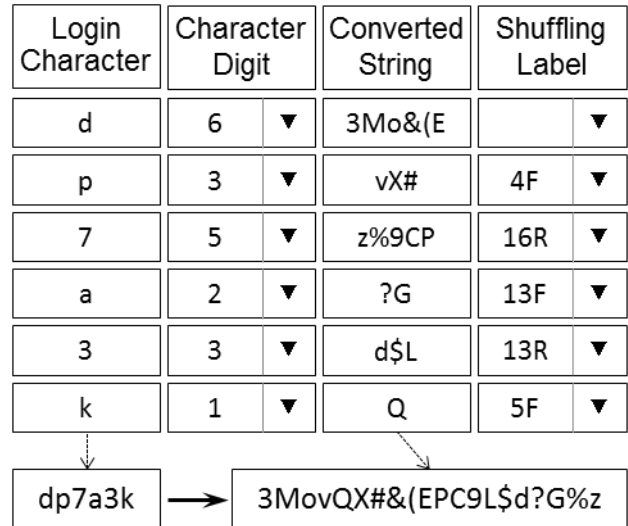 Login Character Character Digit Converted String Shuffling Label
d 6 ▼ 3Mo&(E ▼
p 3 ▼ vX# 4F ▼
7 5 ▼ z%9CP 16R ▼
a 2 ▼ ?G 13F ▼
3 3 ▼ d$L 13R ▼
k 1 ▼ Q 5F ▼
dp7a3k 3MovQX#&(EPC9L$d?G%z